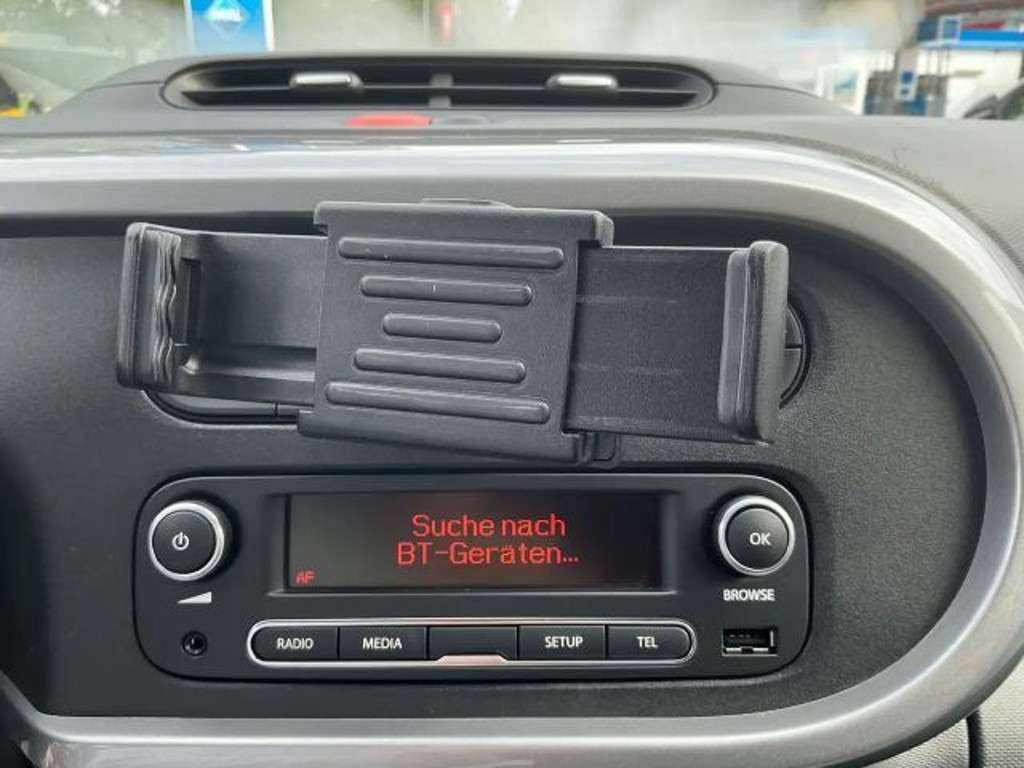 Suche nach
BT-Geräten...
AF
OK
BROWSE
RADIO
MEDIA
SETUP
TEL